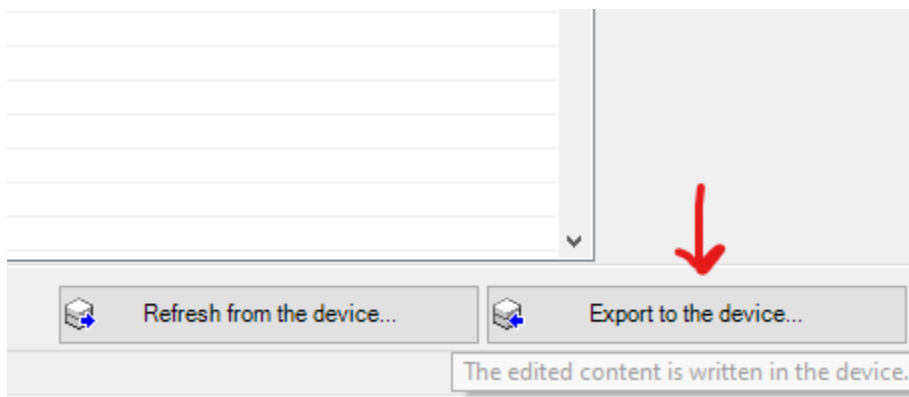 Refresh from the device...
Export to the device...
The edited content is written in the device.